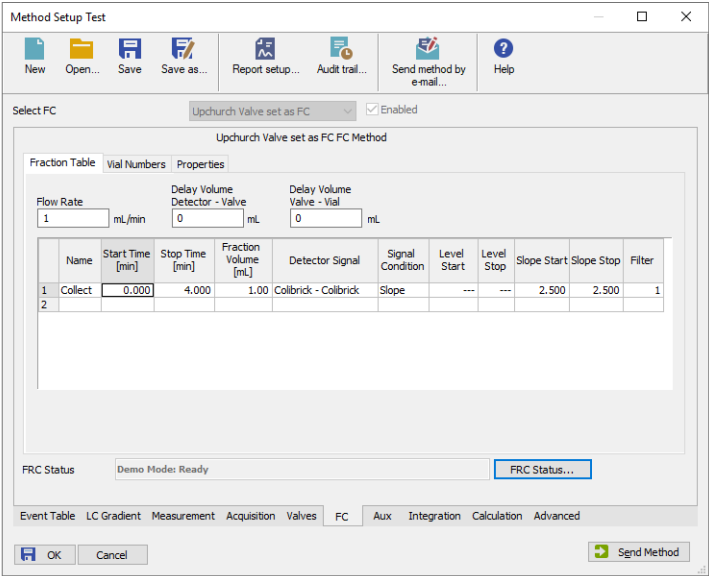 Method Setup Test
New Open... Save Save as... Report setup... Audit trail... Send method by e-mail... Help
Select FC Upchurch Valve set as FC Enabled
Upchurch Valve set as FC FC Method
Fraction Table Vial Numbers Properties
Flow Rate Delay Volume Detector - Valve Delay Volume Valve - Vial
1 mL/min 0 mL 0 mL
Name Start Time [min] Stop Time [min] Fraction Volume [mL] Detector Signal Signal Condition Level Start Level Stop Slope Start Slope Stop Filter
1 Collect 0.000 4.000 1.00 Colibrick - Colibrick Slope --- --- 2.500 2.500 1
2
FRC Status Demo Mode: Ready FRC Status...
Event Table LC Gradient Measurement Acquisition Valves FC Aux Integration Calculation Advanced
OK Cancel Send Method